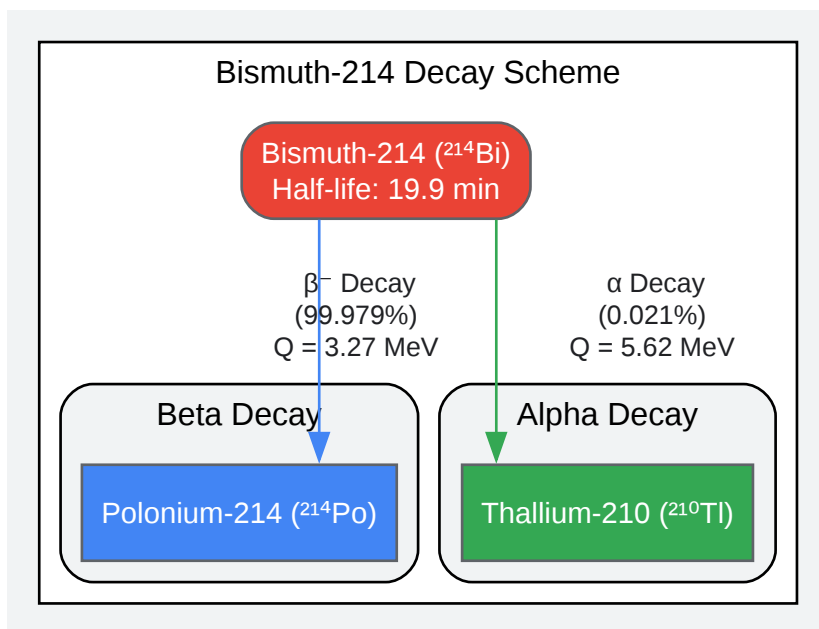 Bismuth-214 Decay Scheme
Bismuth-214 (²¹⁴Bi)
Half-life: 19.9 min
β⁻ Decay
(99.979%)
Q = 3.27 MeV
α Decay
(0.021%)
Q = 5.62 MeV
Beta Decay
Polonium-214 (²¹⁴Po)
Alpha Decay
Thallium-210 (²¹⁰Tl)